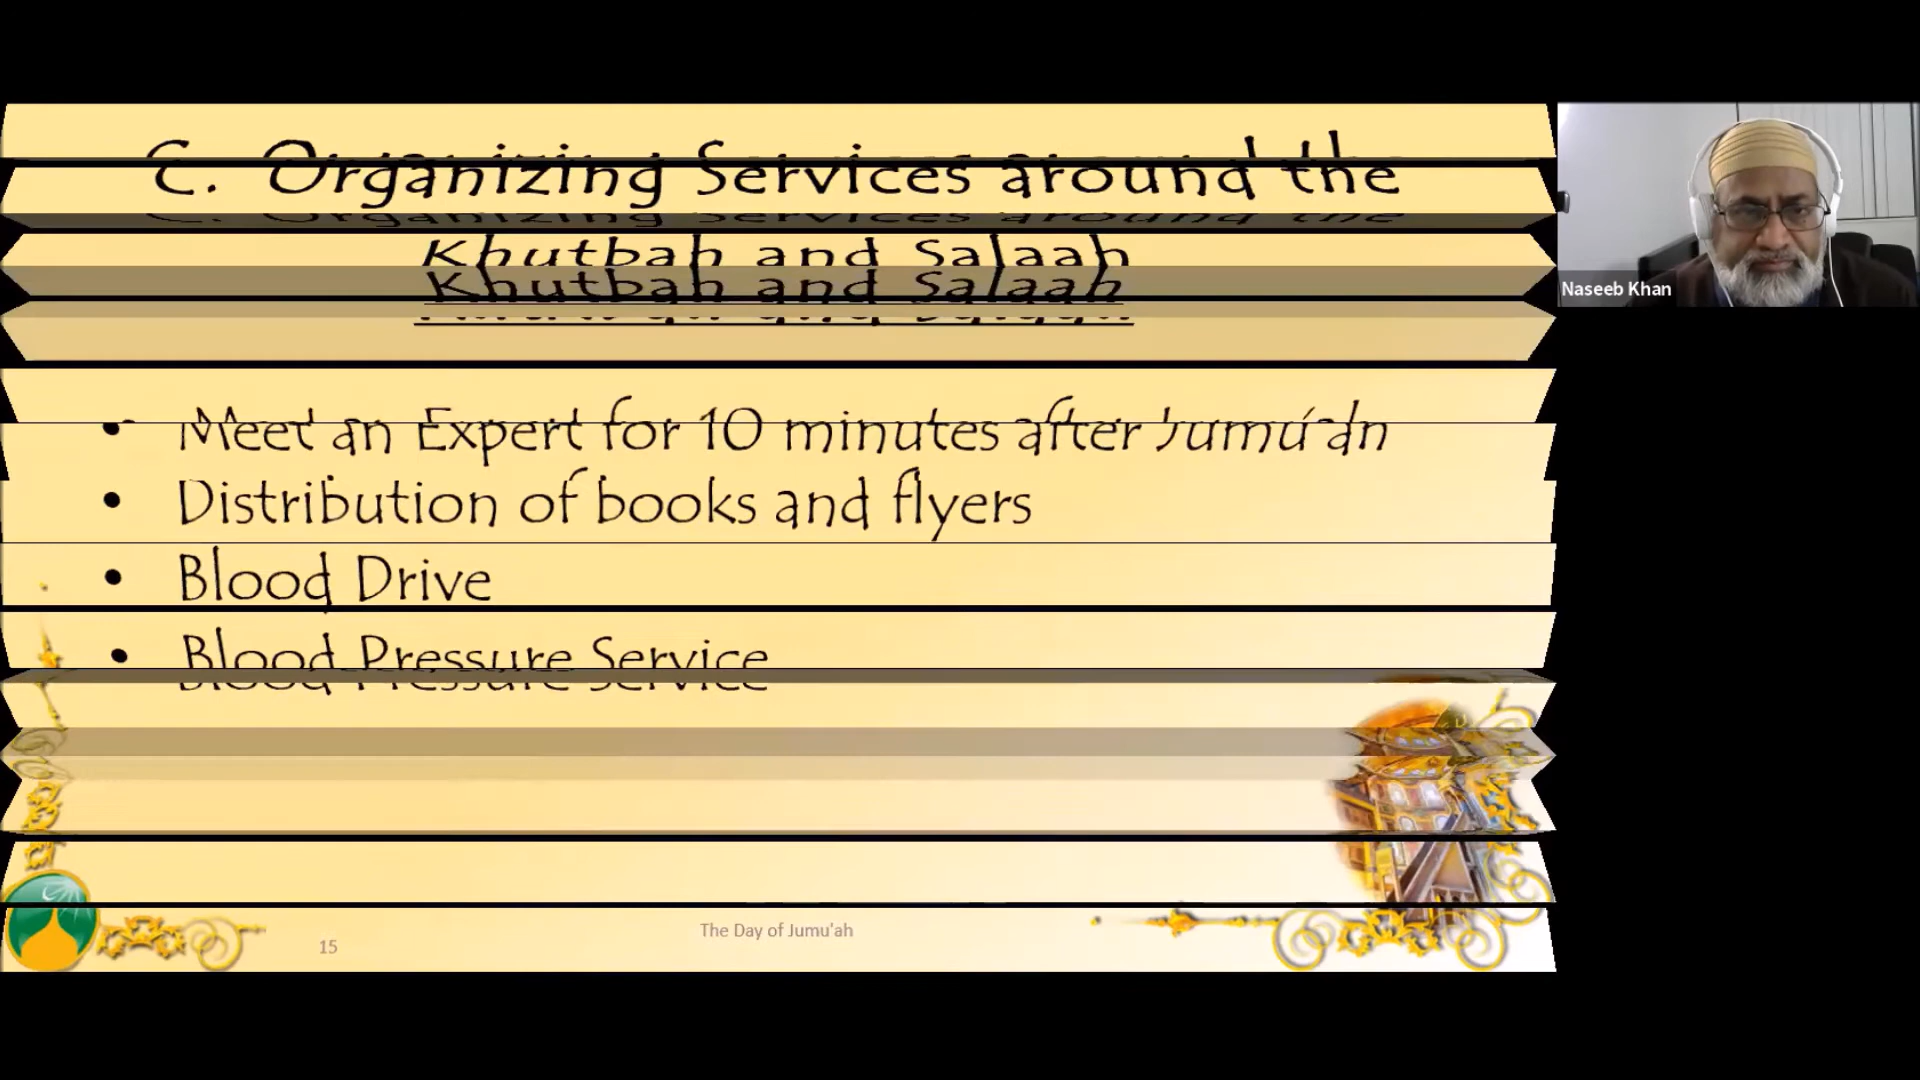 C. Organizing Services around the
Khutbah and Salaah
• Meet an Expert for 10 minutes after Jumu'ah
• Distribution of books and flyers
• Blood Drive
• Blood Pressure Service
The Day of Jumu'ah
15
Naseeb Khan